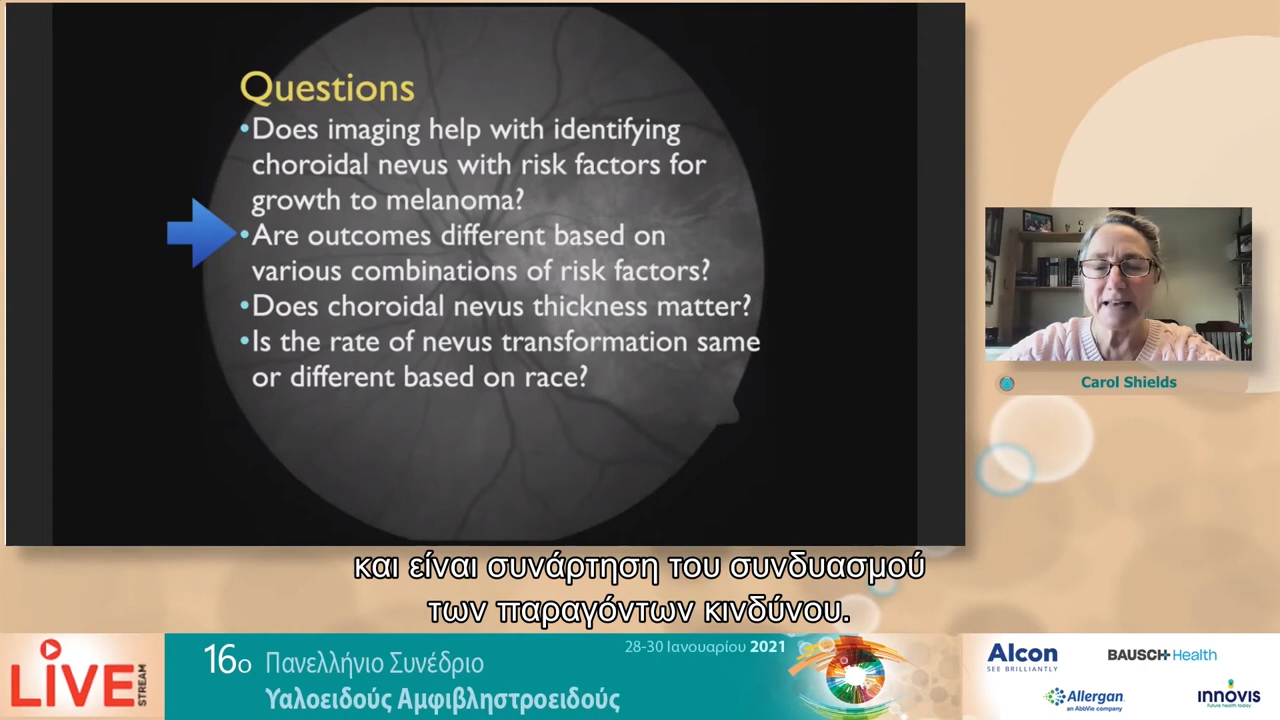 Questions
•Does imaging help with identifying
choroidal nevus with risk factors for
growth to melanoma?
•Are outcomes different based on
various combinations of risk factors?
•Does choroidal nevus thickness matter?
•Is the rate of nevus transformation same
or different based on race?
Carol Shields
και είναι συνάρτηση του συνδυασμού
των παραγόντων κινδύνου.
LIVE
STREAM
16ο Πανελλήνιο Συνέδριο
Υαλοειδούς Αμφιβληστροειδούς
28-30 Ιανουαρίου 2021
Alcon
SEE BRILLIANTLY
BAUSCH+Health
Allergan
an AbbVie company
innovis
Future health today